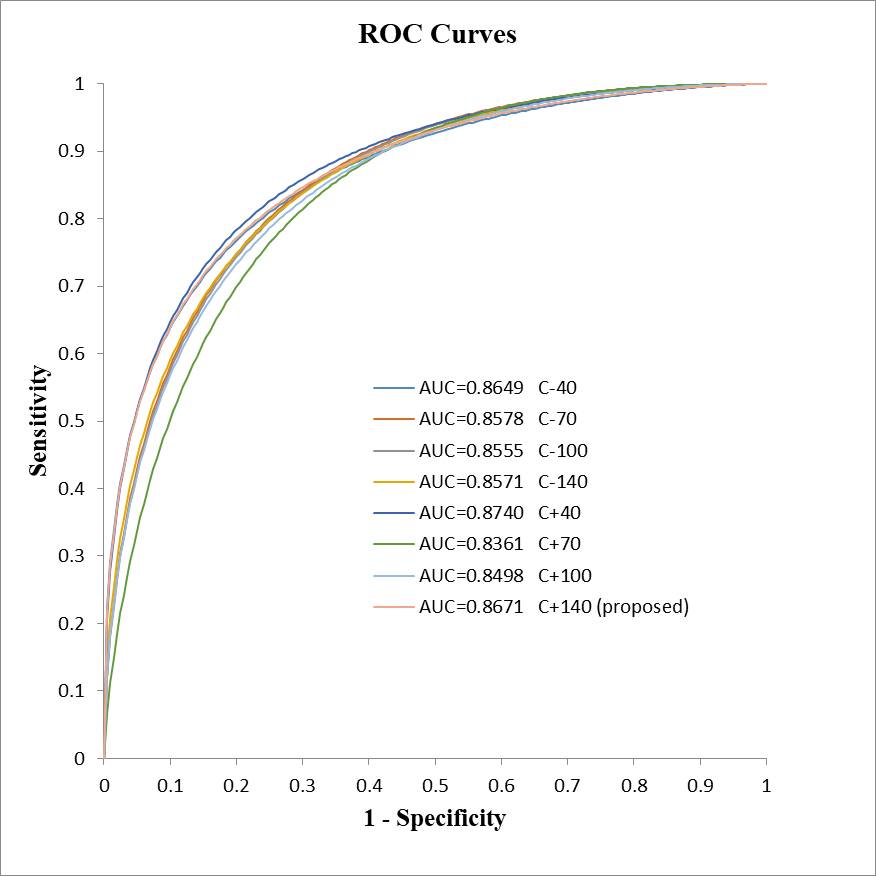 ROC Curves
1
0.9
0.8
0.7
0.6
0.5
0.4
0.3
0.2
0.1
0
Sensitivity
AUC=0.8649 C-40
AUC=0.8578 C-70
AUC=0.8555 C-100
AUC=0.8571 C-140
AUC=0.8740 C+40
AUC=0.8361 C+70
AUC=0.8498 C+100
AUC=0.8671 C+140 (proposed)
0 0.1 0.2 0.3 0.4 0.5 0.6 0.7 0.8 0.9 1
1 - Specificity